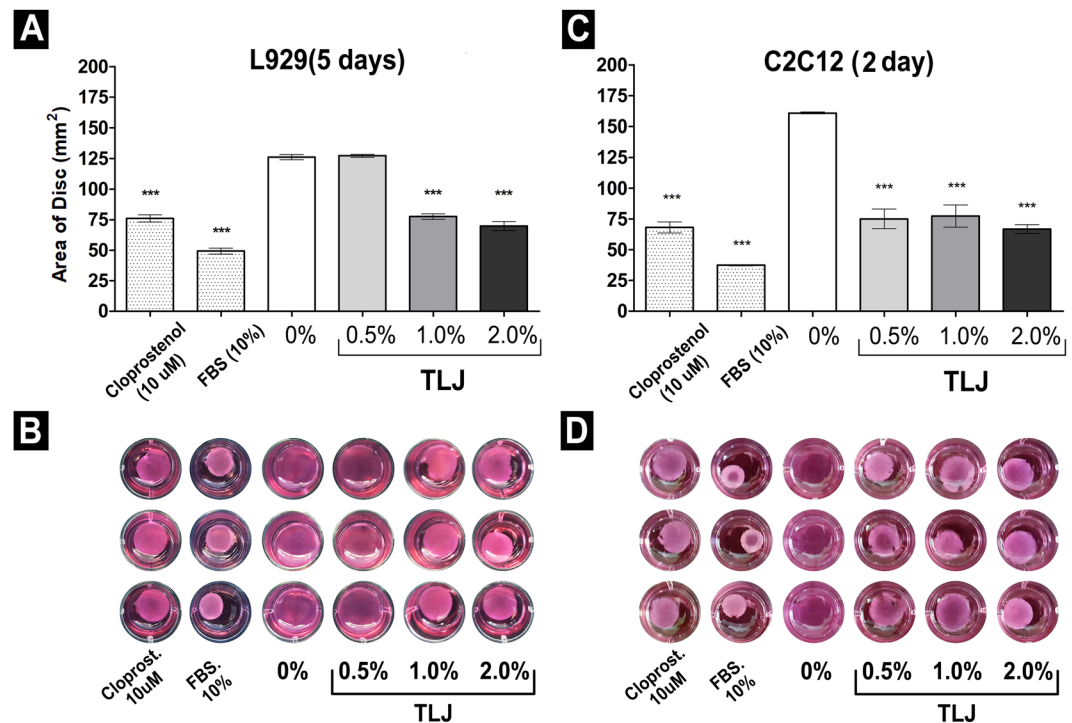 A
L929(5 days)
Area of Disc (mm²)
200
175
150
125
100
75
50
25
0
***
***
***
***
Cloprostenol
(10 uM)
FBS (10%)
0%
0.5%
1.0%
2.0%
TLJ
C
C2C12 (2 day)
200
175
150
125
100
75
50
25
0
***
***
***
***
***
Cloprostenol
(10 uM)
FBS (10%)
0%
0.5%
1.0%
2.0%
TLJ
B
Cloprost.
10uM
FBS.
10%
0%
0.5%
1.0%
2.0%
TLJ
D
Cloprost.
10uM
FBS.
10%
0%
0.5%
1.0%
2.0%
TLJ